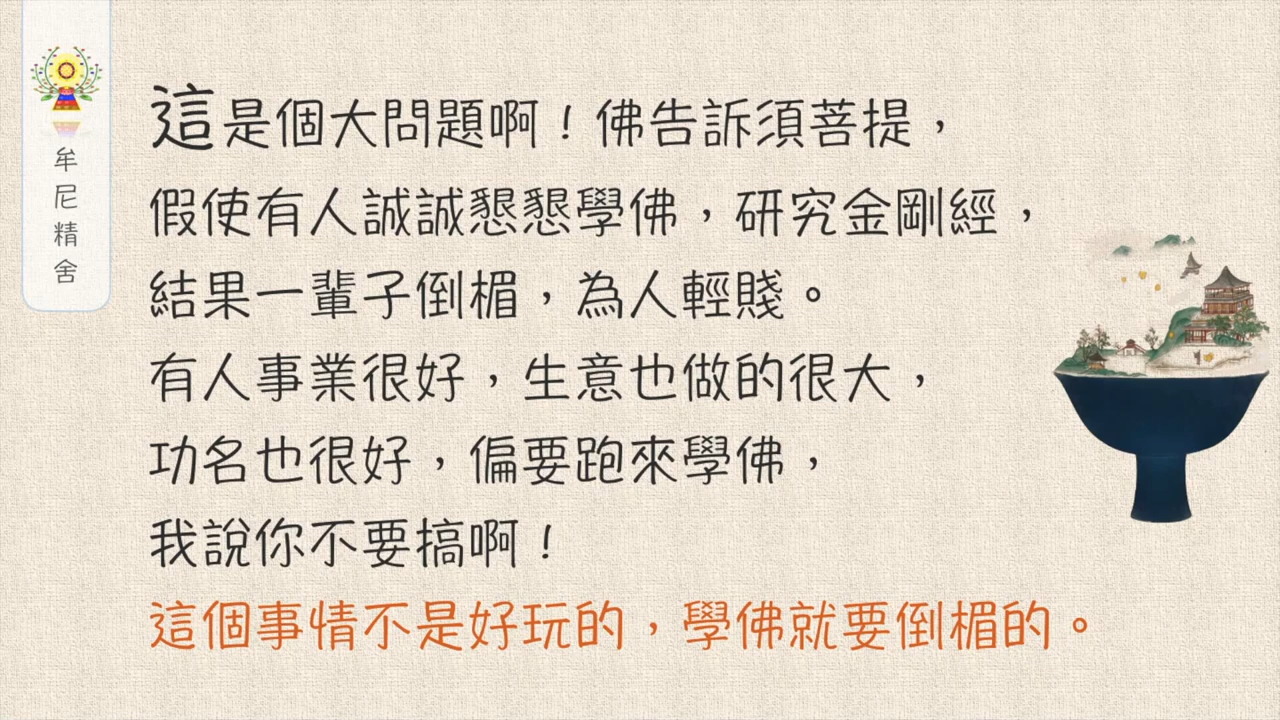 牟尼精舍
這是個大問題啊！佛告訴須菩提，
假使有人誠誠懇懇學佛，研究金剛經，
結果一輩子倒楣，為人輕賤。
有人事業很好，生意也做的很大，
功名也很好，偏要跑來學佛，
我說你不要搞啊！
這個事情不是好玩的，學佛就要倒楣的。